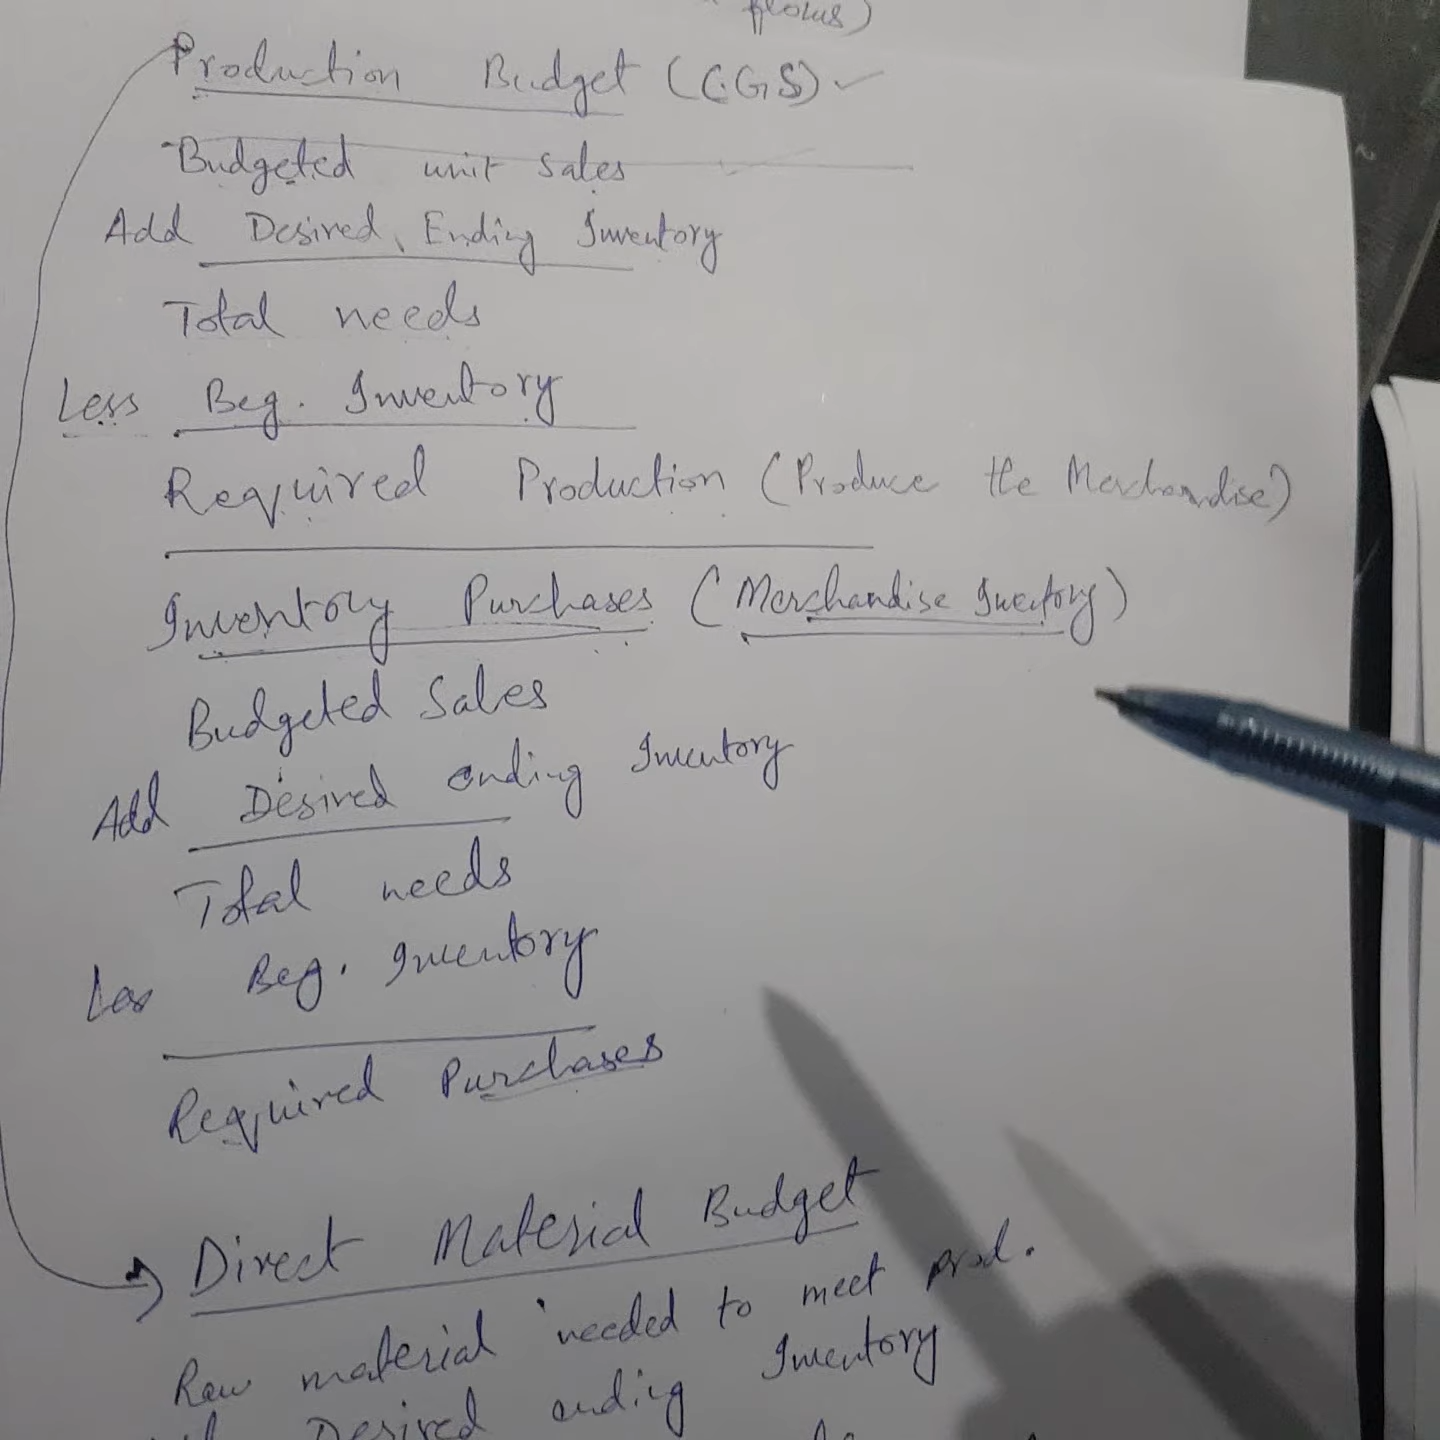 flows)
Production Budget (CGS)
Budgeted unit Sales
Add Desired Ending Inventory
Total needs
Less Beg. Inventory
Required Production (Produce the Merchandise)
Inventory Purchases (Merchandise Inventory)
Budgeted Sales
Add Desired ending Inventory
Total needs
Less Beg. Inventory
Required Purchases
Direct Material Budget
Raw material needed to meet prod.
Desired ending Inventory